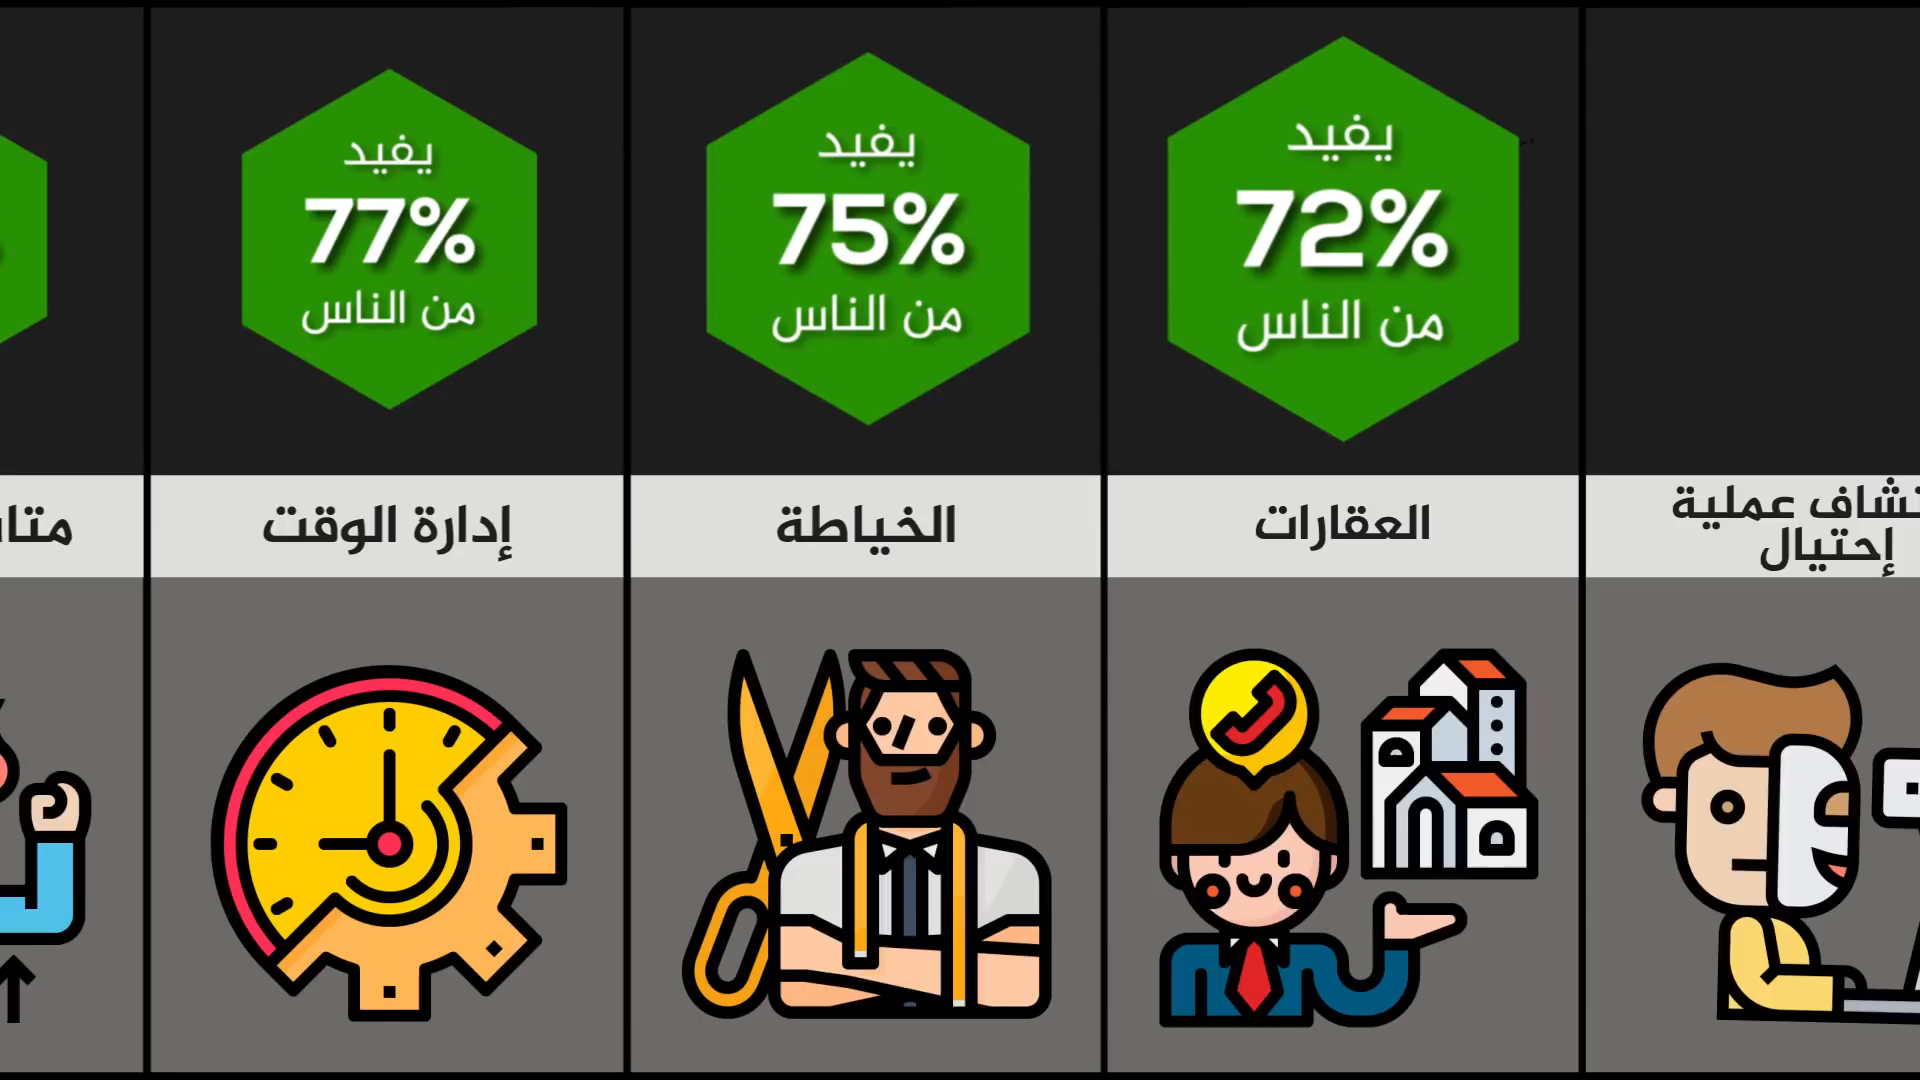 يفيد
77%
من الناس
إدارة الوقت
يفيد
75%
من الناس
الخياطة
يفيد
72%
من الناس
العقارات
عملية
إحتيال